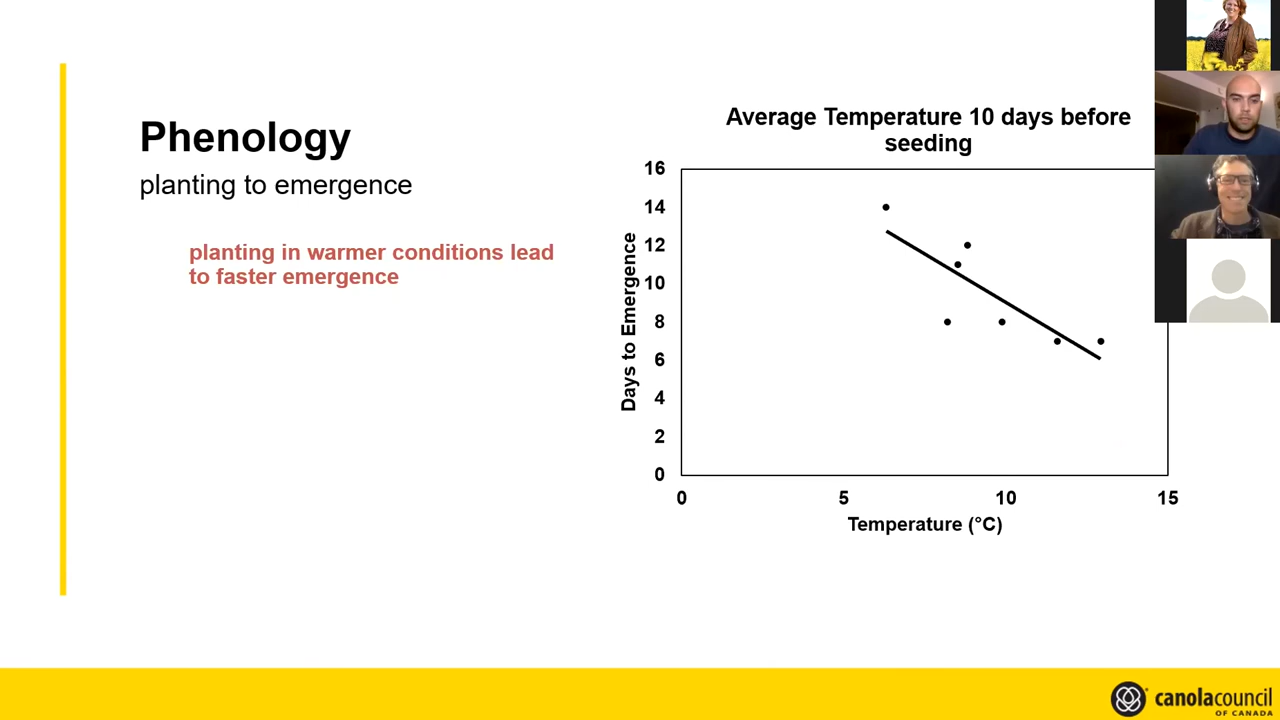 Phenology
planting to emergence
planting in warmer conditions lead
to faster emergence
Average Temperature 10 days before
seeding
16
14
12
10
8
6
4
2
0
Days to Emergence
0 5 10 15
Temperature (°C)
canolacouncil
OF CANADA